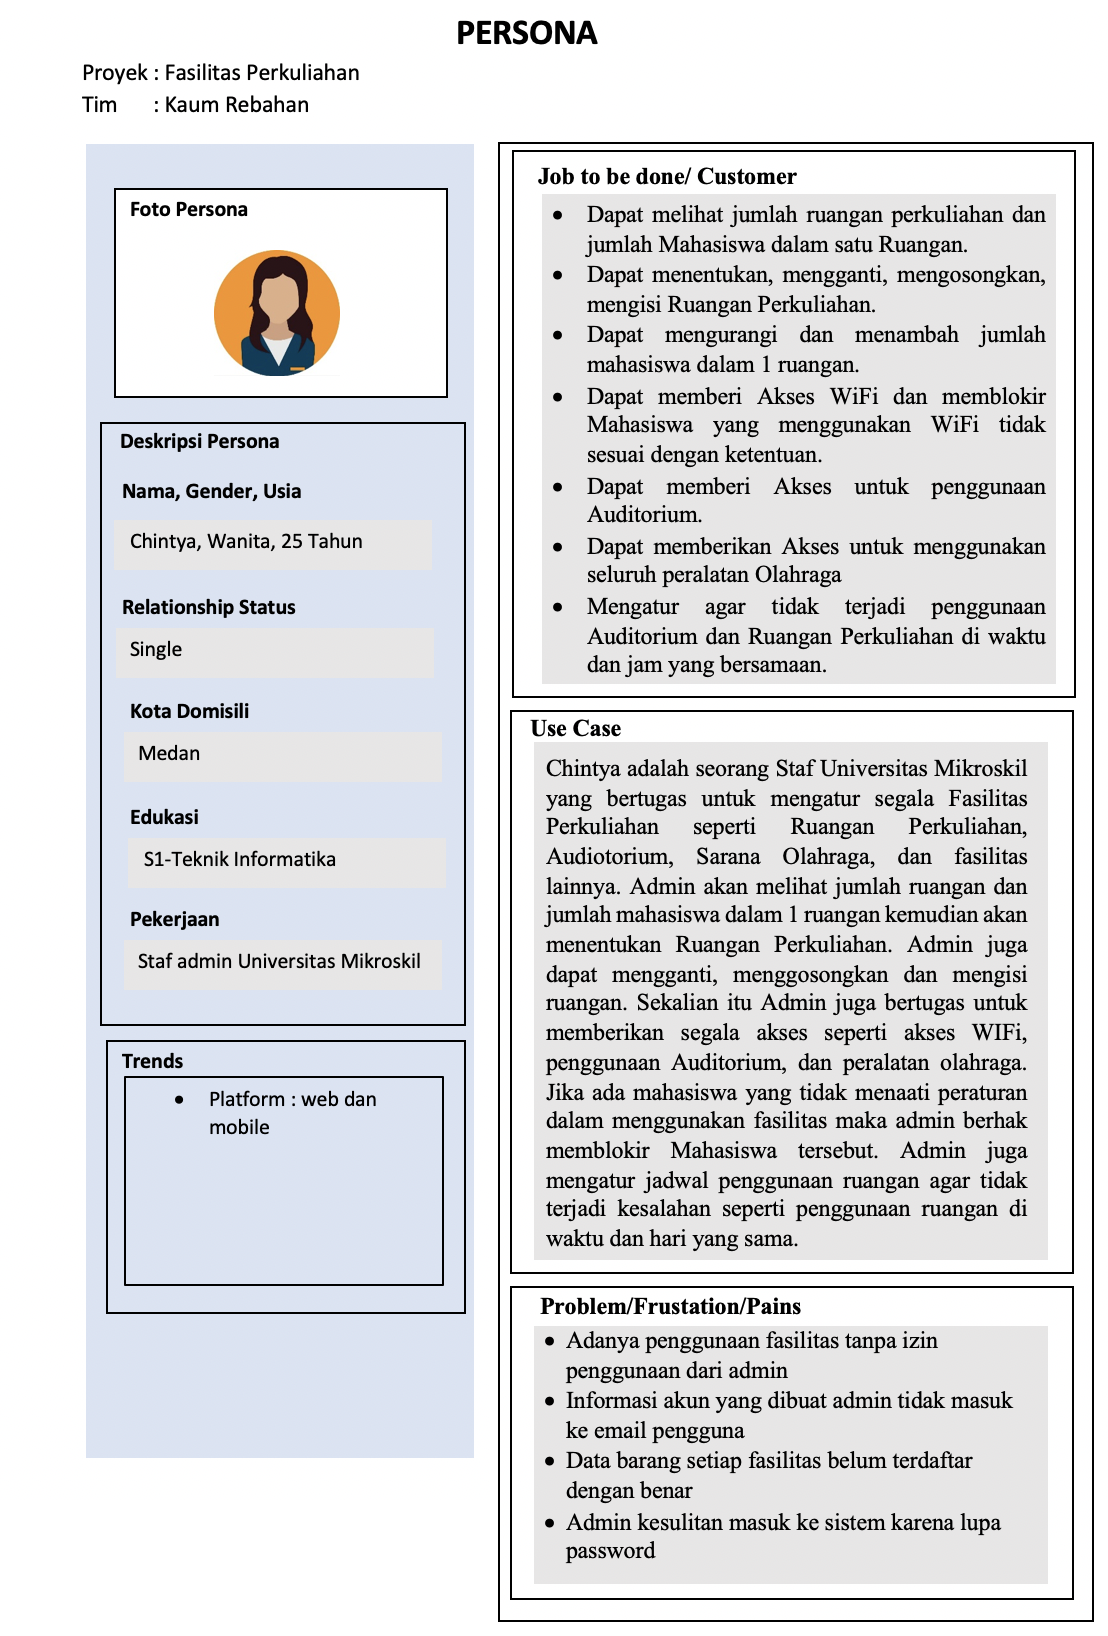 PERSONA
Proyek : Fasilitas Perkuliahan
Tim : Kaum Rebahan
Foto Persona
Deskripsi Persona
Nama, Gender, Usia
Chintya, Wanita, 25 Tahun
Relationship Status
Single
Kota Domisili
Medan
Edukasi
S1-Teknik Informatika
Pekerjaan
Staf admin Universitas Mikroskil
Trends
• Platform : web dan
mobile
Job to be done/ Customer
• Dapat melihat jumlah ruangan perkuliahan dan
jumlah Mahasiswa dalam satu Ruangan.
• Dapat menentukan, mengganti, mengosongkan,
mengisi Ruangan Perkuliahan.
• Dapat mengurangi dan menambah jumlah
mahasiswa dalam 1 ruangan.
• Dapat memberi Akses WiFi dan memblokir
Mahasiswa yang menggunakan WiFi tidak
sesuai dengan ketentuan.
• Dapat memberi Akses untuk penggunaan
Auditorium.
• Dapat memberikan Akses untuk menggunakan
seluruh peralatan Olahraga
• Mengatur agar tidak terjadi penggunaan
Auditorium dan Ruangan Perkuliahan di waktu
dan jam yang bersamaan.
Use Case
Chintya adalah seorang Staf Universitas Mikroskil
yang bertugas untuk mengatur segala Fasilitas
Perkuliahan seperti Ruangan Perkuliahan,
Audiotorium, Sarana Olahraga, dan fasilitas
lainnya. Admin akan melihat jumlah ruangan dan
jumlah mahasiswa dalam 1 ruangan kemudian akan
menentukan Ruangan Perkuliahan. Admin juga
dapat mengganti, menggosongkan dan mengisi
ruangan. Sekalian itu Admin juga bertugas untuk
memberikan segala akses seperti akses WIFi,
penggunaan Auditorium, dan peralatan olahraga.
Jika ada mahasiswa yang tidak menaati peraturan
dalam menggunakan fasilitas maka admin berhak
memblokir Mahasiswa tersebut. Admin juga
mengatur jadwal penggunaan ruangan agar tidak
terjadi kesalahan seperti penggunaan ruangan di
waktu dan hari yang sama.
Problem/Frustation/Pains
• Adanya penggunaan fasilitas tanpa izin
penggunaan dari admin
• Informasi akun yang dibuat admin tidak masuk
ke email pengguna
• Data barang setiap fasilitas belum terdaftar
dengan benar
• Admin kesulitan masuk ke sistem karena lupa
password